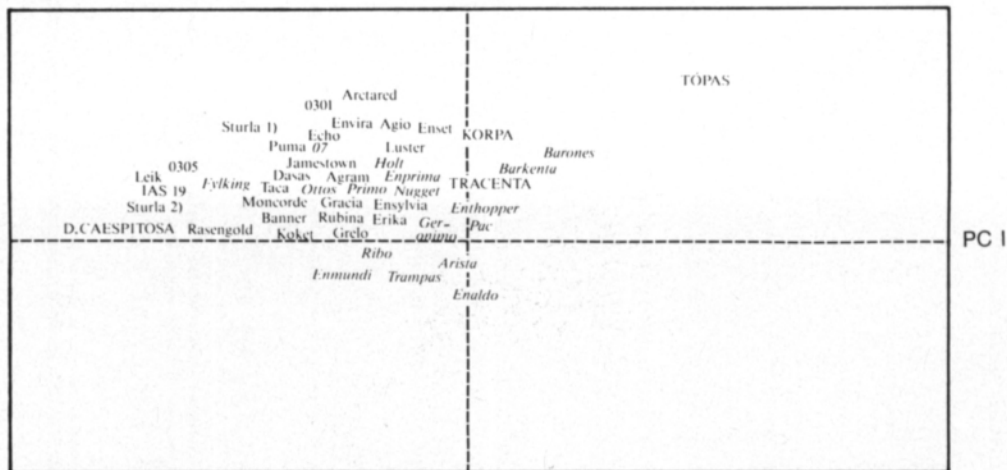 TÓPAS
Arctared
0301
Sturla 1) Envira Agio Enset KORPA
Echo
Puma 07 Luster
Barones
Jamestown Holt Barkenta
0305
Leik Dasas Agram Enprima
Fylking TRACENTA
IAS 19 Taca Ottos Primo Nugget
Sturla 2) Moncorde Gracia Ensylvia Enthopper
Banner Rubina Erika Ger-
onimo Pac
D.CAESPITOSA Rasengold Koket Grelo
PC I
Ribo
Arista
Enmundi Trampas
Enaldo